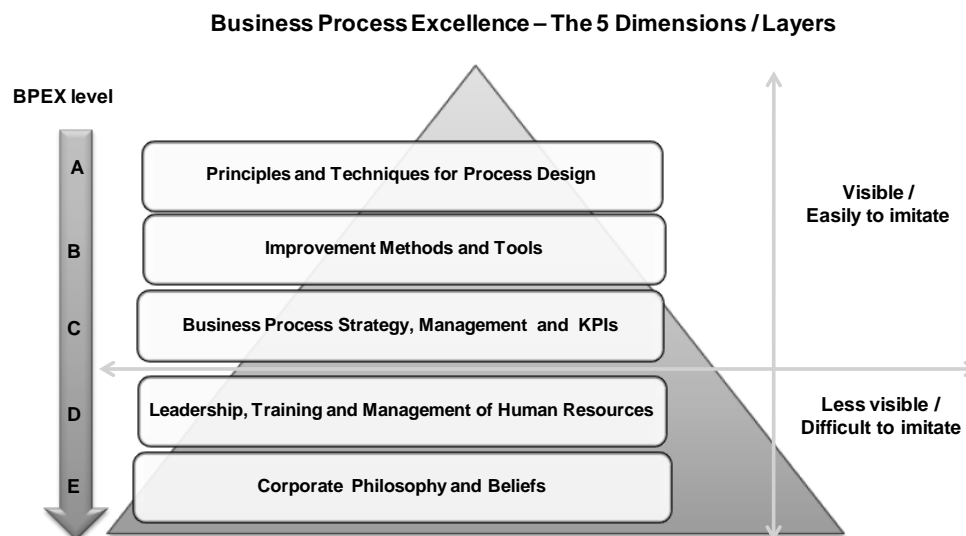 Business Process Excellence – The 5 Dimensions / Layers
BPEX level
A
Principles and Techniques for Process Design
Visible /
Easily to imitate
B
Improvement Methods and Tools
C
Business Process Strategy, Management and KPIs
D
Leadership, Training and Management of Human Resources
Less visible /
Difficult to imitate
E
Corporate Philosophy and Beliefs